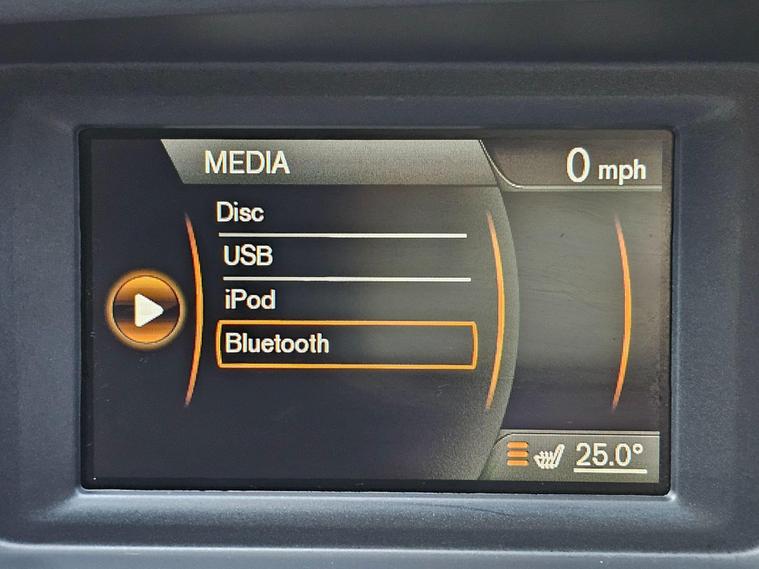 MEDIA
0 mph
Disc
USB
iPod
Bluetooth
25.0°